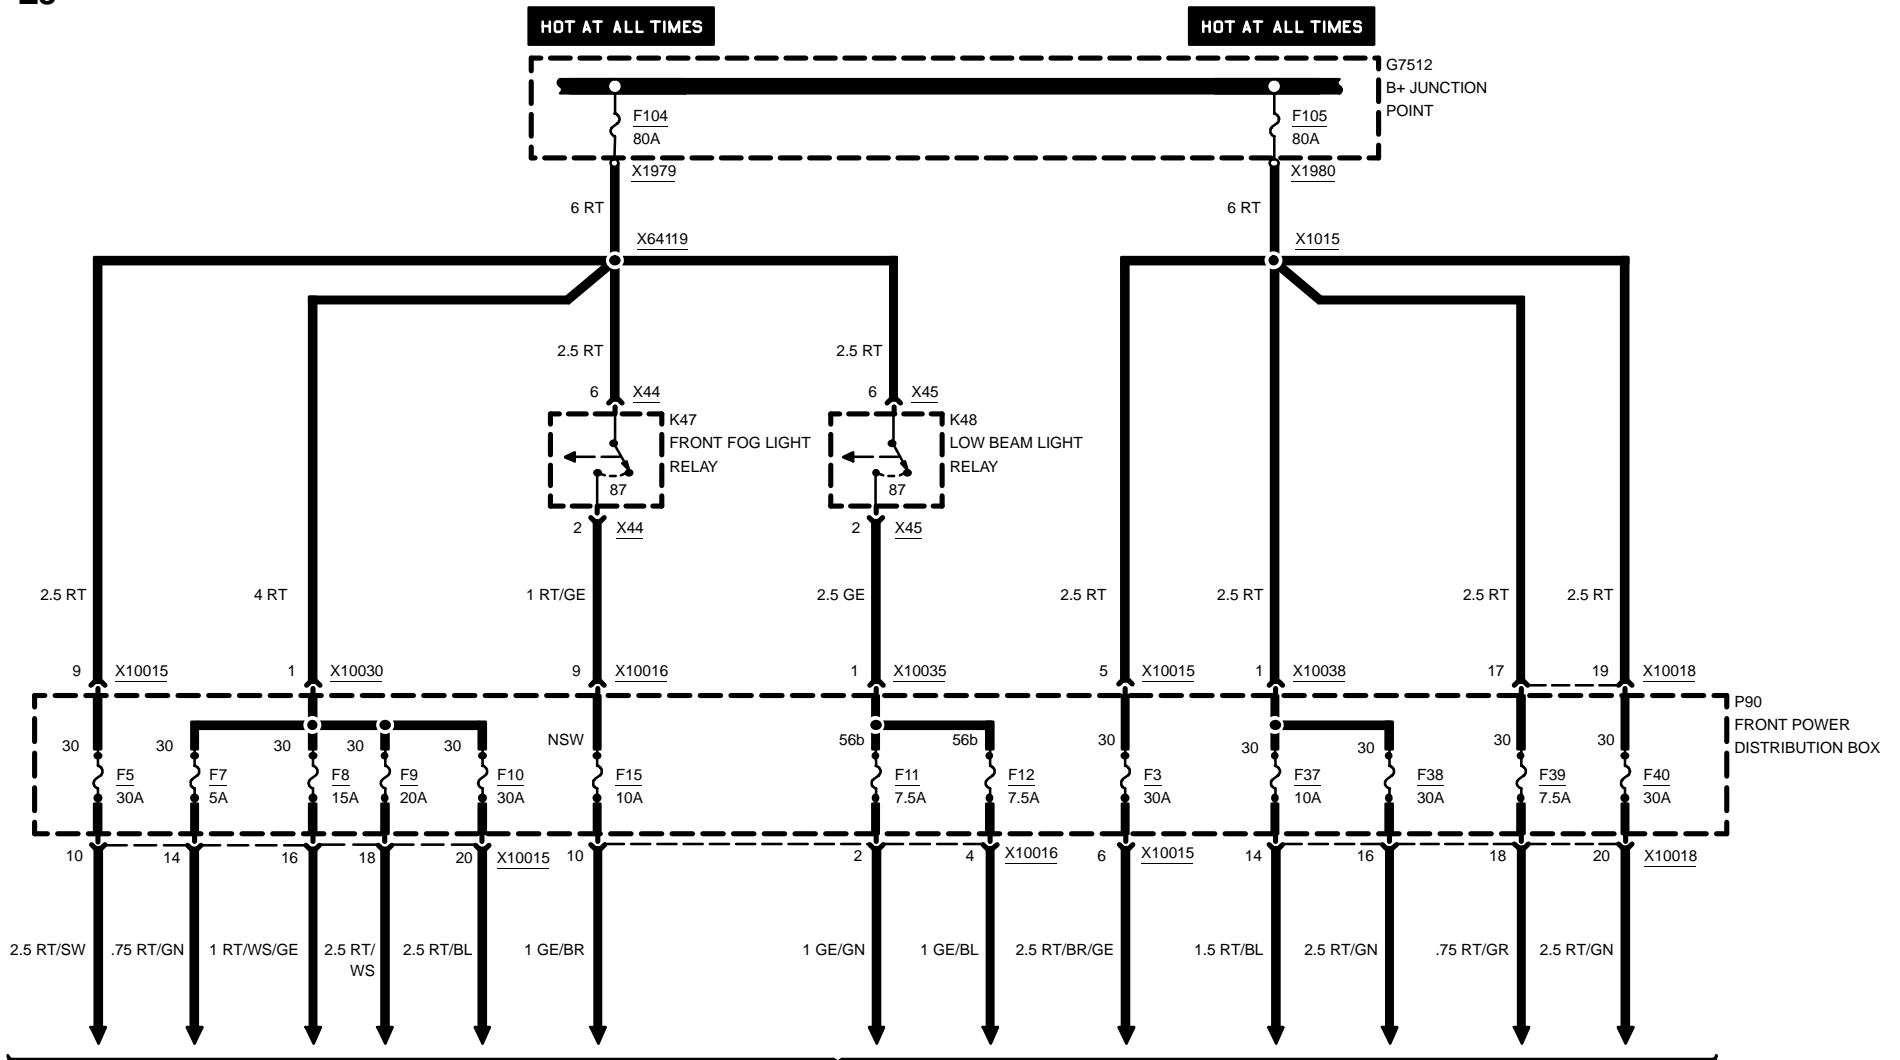 HOT AT ALL TIMES
HOT AT ALL TIMES
G7512
B+ JUNCTION
POINT
F104
80A
F105
80A
X1979
X1980
6 RT
6 RT
X64119
X1015
2.5 RT
2.5 RT
6
X44
6
X45
K47
FRONT FOG LIGHT
RELAY
87
K48
LOW BEAM LIGHT
RELAY
87
2
X44
2
X45
2.5 RT
4 RT
1 RT/GE
2.5 GE
2.5 RT
2.5 RT
2.5 RT
2.5 RT
9
X10015
1
X10030
9
X10016
1
X10035
5
X10015
1
X10038
17
19
X10018
P90
FRONT POWER
DISTRIBUTION BOX
30
30
30
30
30
NSW
56b
56b
30
30
30
30
30
F5
30A
F7
5A
F8
15A
F9
20A
F10
30A
F15
10A
F11
7.5A
F12
7.5A
F3
30A
F37
10A
F38
30A
F39
7.5A
F40
30A
10
14
16
18
20
X10015
10
2
4
X10016
6
X10015
14
16
18
20
X10018
2.5 RT/SW
.75 RT/GN
1 RT/WS/GE
2.5 RT/
WS
2.5 RT/BL
1 GE/BR
1 GE/GN
1 GE/BL
2.5 RT/BR/GE
1.5 RT/BL
2.5 RT/GN
.75 RT/GR
2.5 RT/GN